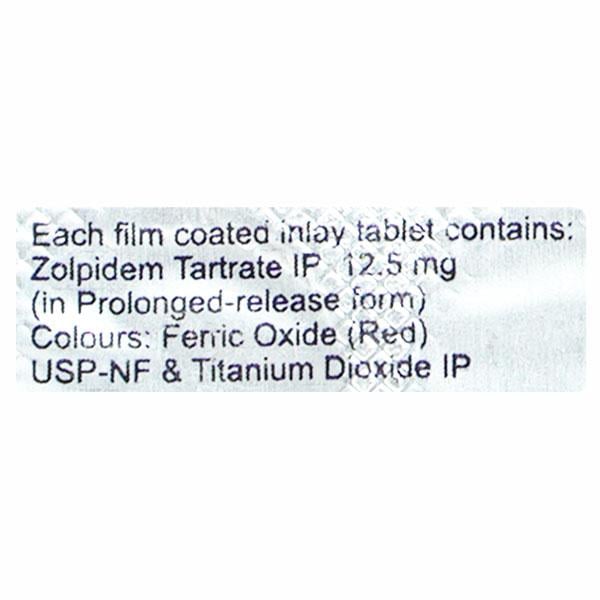 Each film coated inlay tablet contains:
Zolpidem Tartrate IP 12.5 mg
(in Prolonged-release form)
Colours: Ferric Oxide (Red)
USP-NF & Titanium Dioxide IP